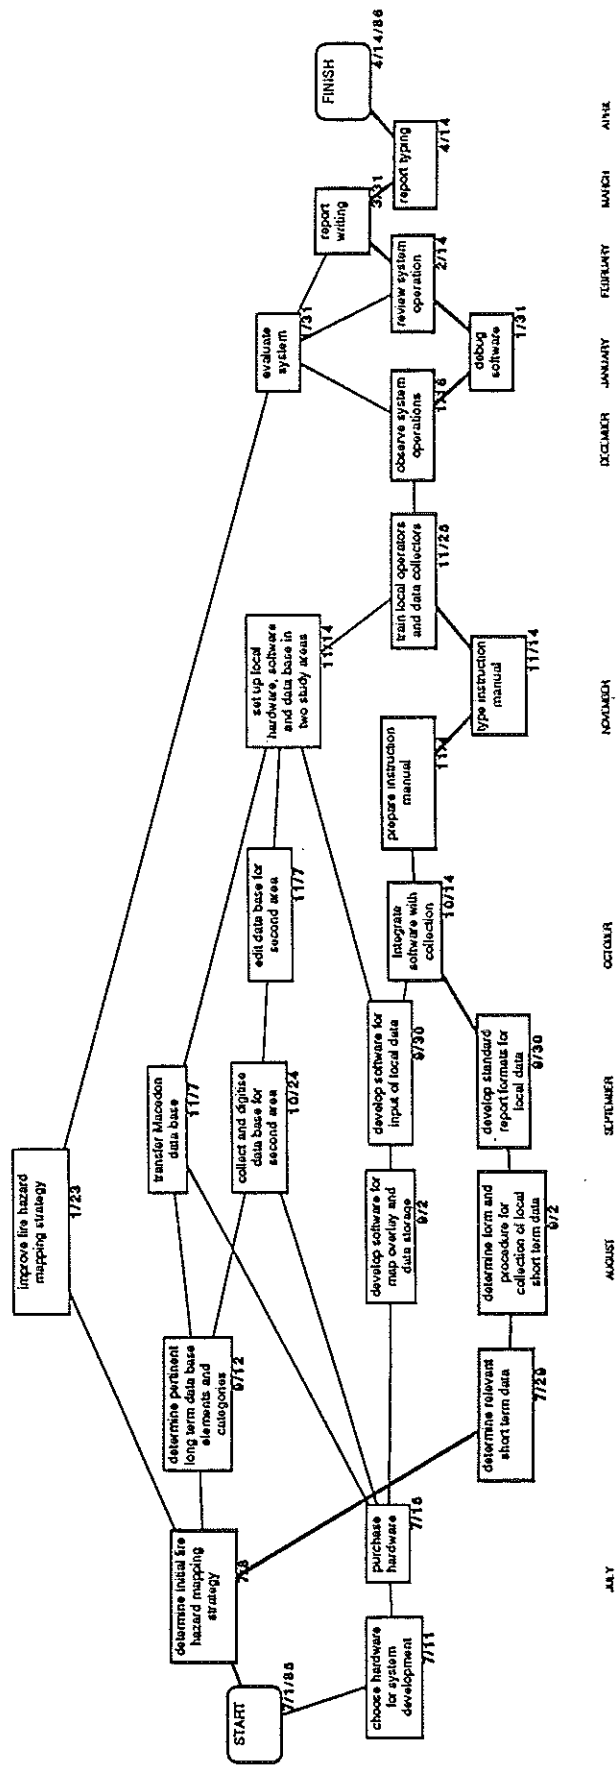 START
7/1/85
determine initial fire
hazard mapping
strategy
7/8
choose hardware
for system
development
7/11
purchase
hardware
7/15
determine pertinent
long term data base
elements and
categories
9/12
determine relevant
short term data
7/29
improve fire hazard
mapping strategy
1/23
transfer Macedon
data base
11/7
collect and digitise
data base for
second area
10/24
develop software for
map overlay and
data storage
9/2
determine form and
procedure for
collection of local
short term data
9/2
develop software for
input of local data
9/30
develop standard
report formats for
local data
9/30
edit data base for
second area
11/7
Integrate
software with
collection
10/14
set up local
hardware, software
and data base in
two study areas
11/14
prepare instruction
manual
type instruction
manual
11/14
train local operators
and data collectors
11/25
observe system
operations
evaluate
system
1/31
debug
software
1/31
review system
operation
2/14
report
writing
3/31
report typing
4/14
FINISH
4/14/86
JULY
AUGUST
SEPTEMBER
OCTOBER
NOVEMBER
DECEMBER
JANUARY
FEBRUARY
MARCH